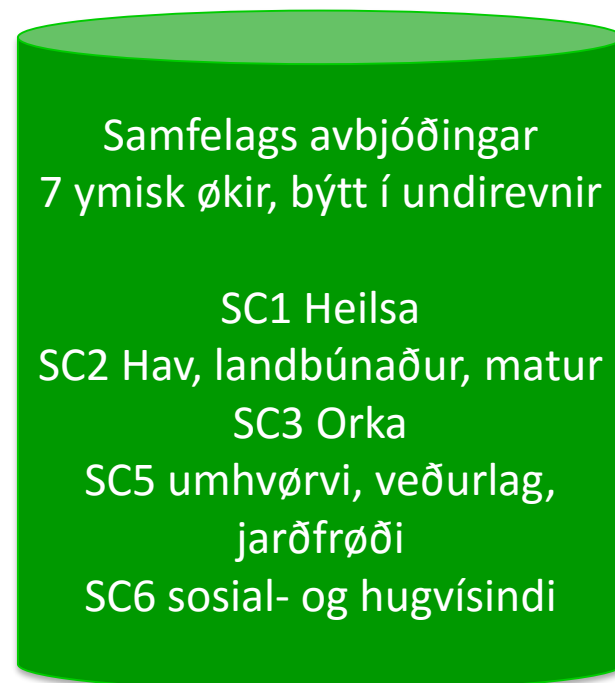 Samfelags avbjóðingar
7 ymisk økir, býtt í undirevnir
SC1 Heilsa
SC2 Hav, landbúnaður, matur
SC3 Orka
SC5 umhvørvi, veðurlag,
jarðfrøði
SC6 sosial- og hugvísindi